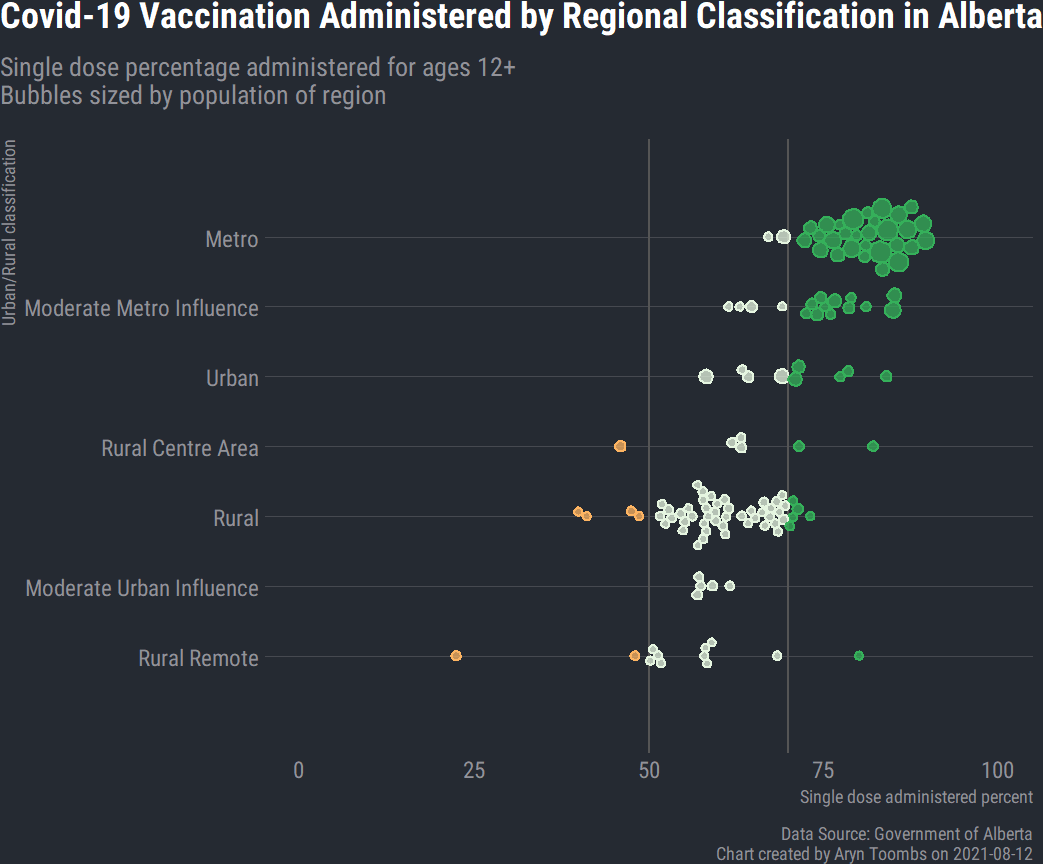 Covid-19 Vaccination Administered by Regional Classification in Alberta
Single dose percentage administered for ages 12+
Bubbles sized by population of region
Urban/Rural classification
Metro
Moderate Metro Influence
Urban
Rural Centre Area
Rural
Moderate Urban Influence
Rural Remote
0 25 50 75 100
Single dose administered percent
Data Source: Government of Alberta
Chart created by Aryn Toombs on 2021-08-12